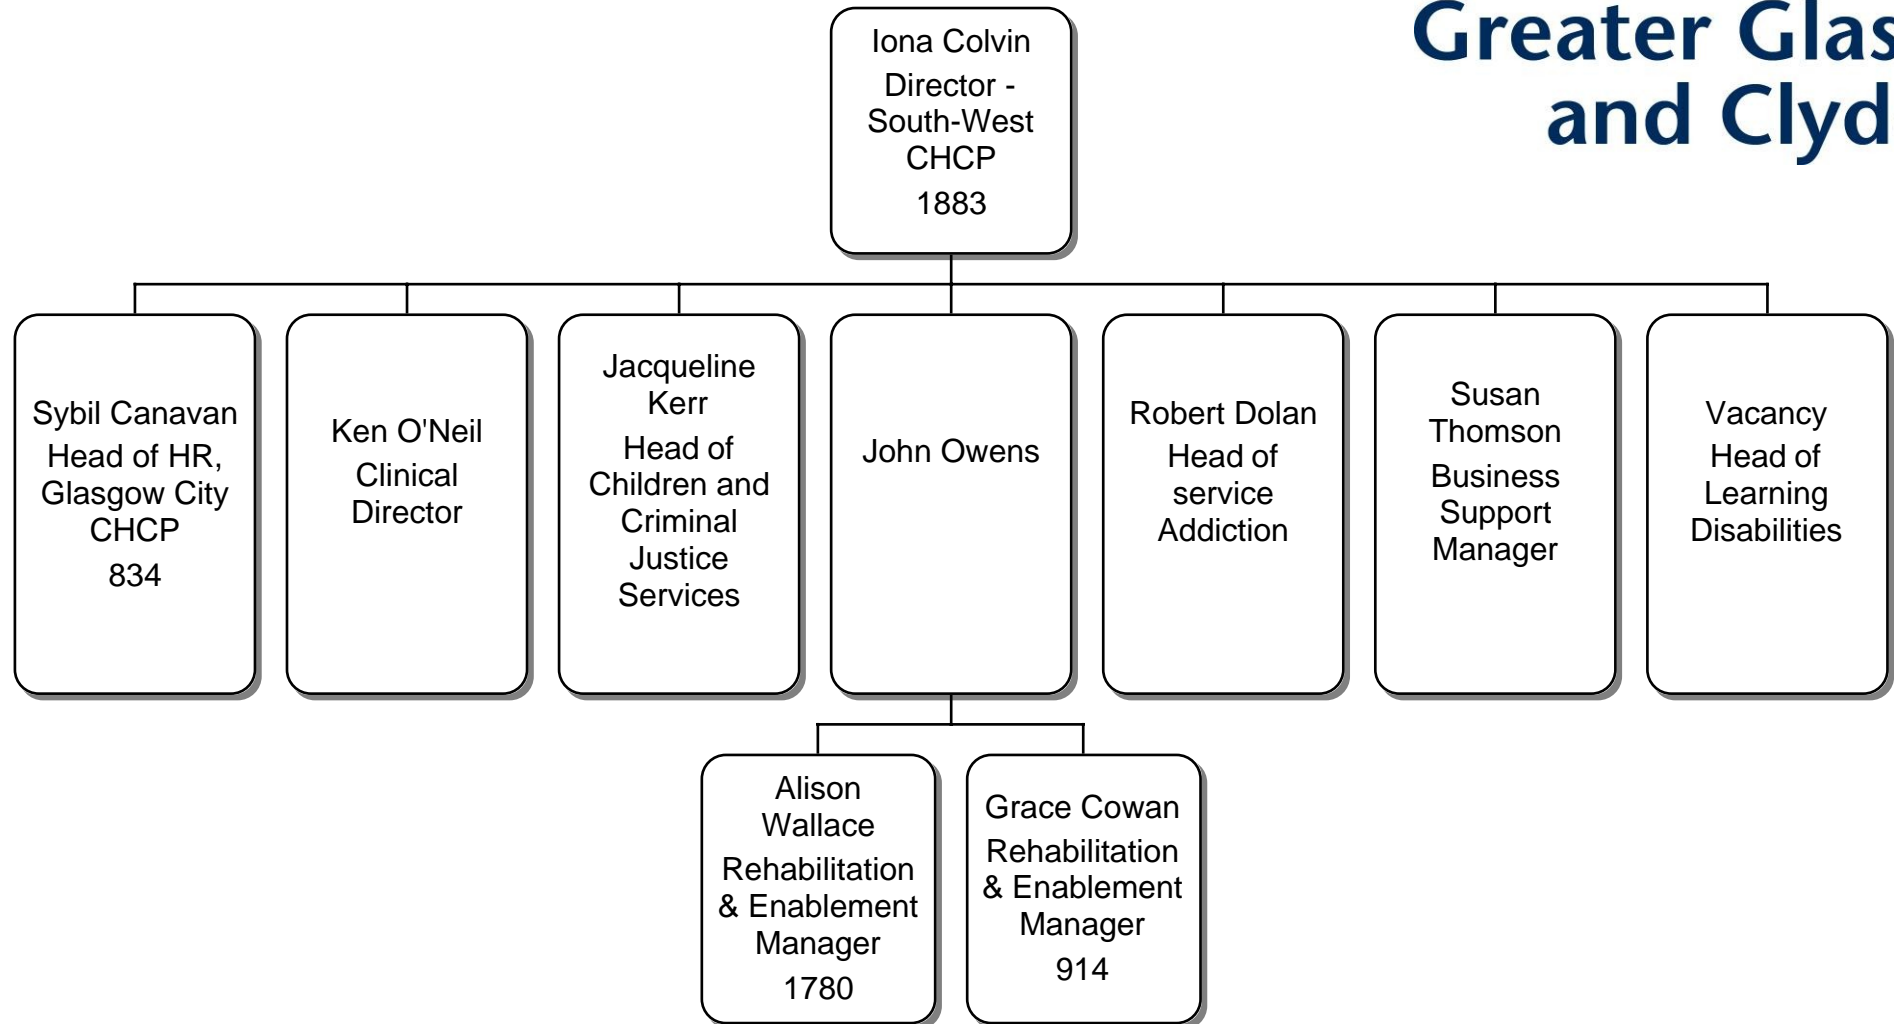 Greater Glas
and Clyd
Iona Colvin
Director -
South-West
CHCP
1883
Sybil Canavan
Head of HR,
Glasgow City
CHCP
834
Ken O'Neil
Clinical
Director
Jacqueline
Kerr
Head of
Children and
Criminal
Justice
Services
John Owens
Robert Dolan
Head of
service
Addiction
Susan
Thomson
Business
Support
Manager
Vacancy
Head of
Learning
Disabilities
Alison
Wallace
Rehabilitation
& Enablement
Manager
1780
Grace Cowan
Rehabilitation
& Enablement
Manager
914